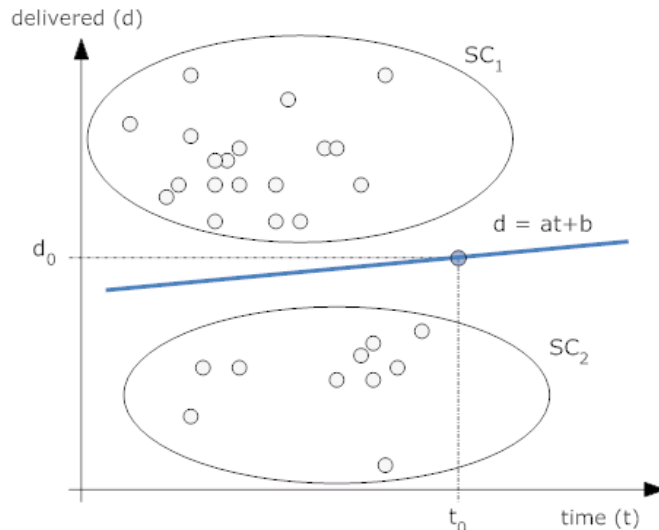 delivered (d)
SC₁
d = at+b
d₀
SC₂
t₀
time (t)